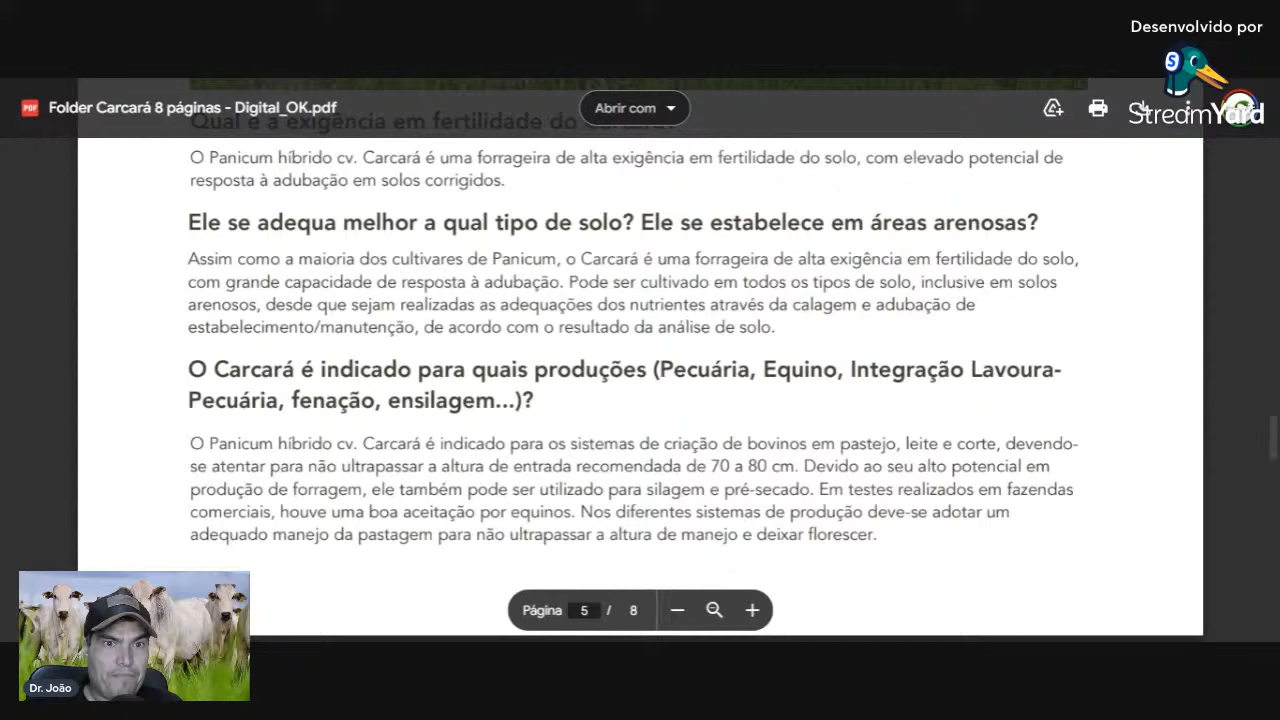 Desenvolvido por
S
StreamYard
PDF
Folder Carcará 8 páginas - Digital_OK.pdf
Abrir com
Qual é a exigência em fertilidade do
O Panicum híbrido cv. Carcará é uma forrageira de alta exigência em fertilidade do solo, com elevado potencial de
resposta à adubação em solos corrigidos.
Ele se adequa melhor a qual tipo de solo? Ele se estabelece em áreas arenosas?
Assim como a maioria dos cultivares de Panicum, o Carcará é uma forrageira de alta exigência em fertilidade do solo,
com grande capacidade de resposta à adubação. Pode ser cultivado em todos os tipos de solo, inclusive em solos
arenosos, desde que sejam realizadas as adequações dos nutrientes através da calagem e adubação de
estabelecimento/manutenção, de acordo com o resultado da análise de solo.
O Carcará é indicado para quais produções (Pecuária, Equino, Integração Lavoura-
Pecuária, fenação, ensilagem...)?
O Panicum híbrido cv. Carcará é indicado para os sistemas de criação de bovinos em pastejo, leite e corte, devendo-
se atentar para não ultrapassar a altura de entrada recomendada de 70 a 80 cm. Devido ao seu alto potencial em
produção de forragem, ele também pode ser utilizado para silagem e pré-secado. Em testes realizados em fazendas
comerciais, houve uma boa aceitação por equinos. Nos diferentes sistemas de produção deve-se adotar um
adequado manejo da pastagem para não ultrapassar a altura de manejo e deixar florescer.
Página 5 / 8
Dr. João